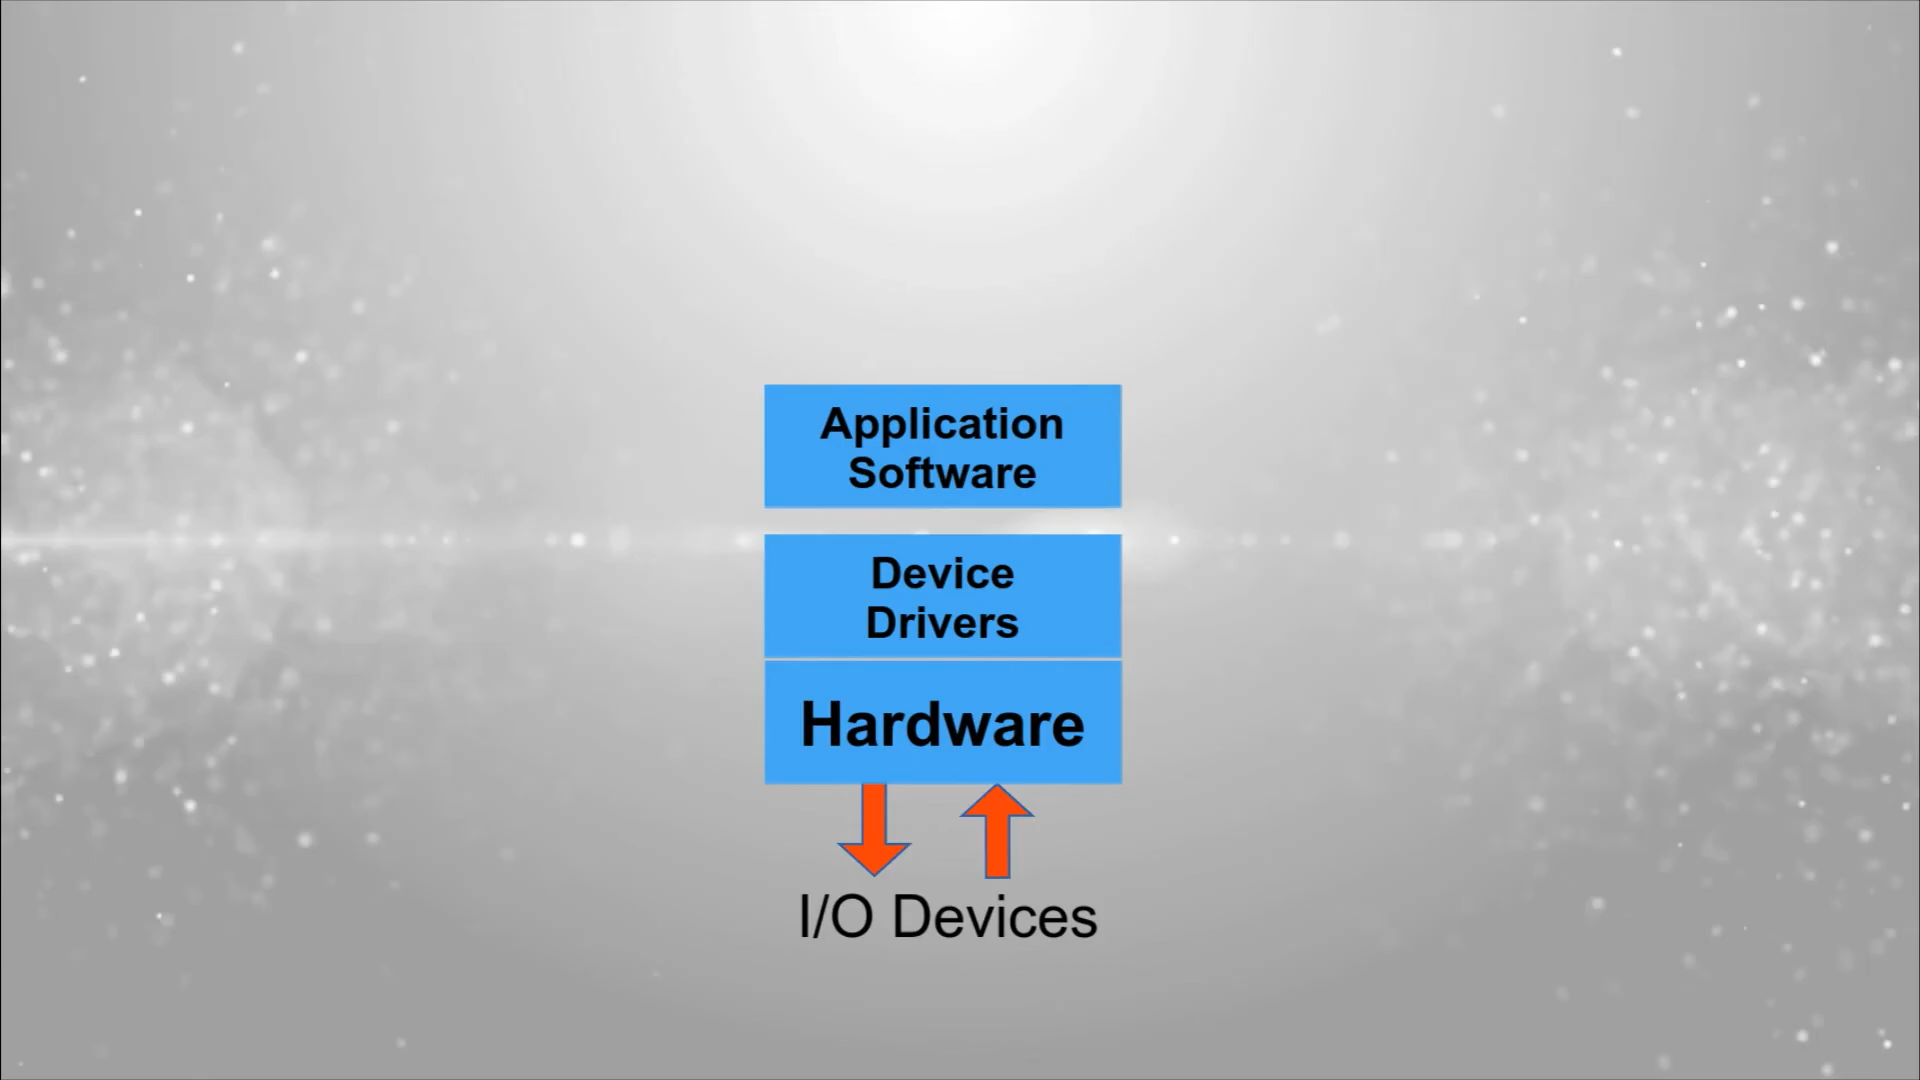 Application
Software
Device
Drivers
Hardware
I/O Devices